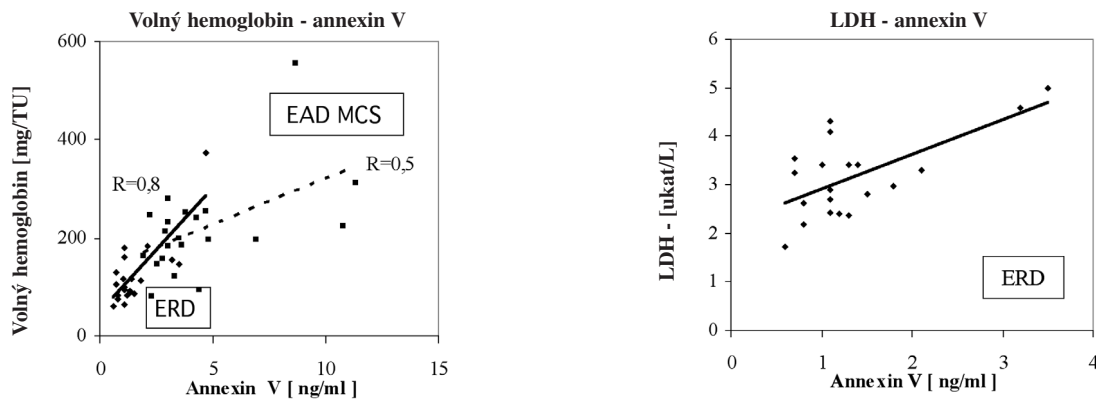 Volný hemoglobin - annexin V
600
400
200
0
0
5
10
15
Volný hemoglobin [mg/TU]
Annexin V [ ng/ml ]
EAD MCS
R=0,8
R=0,5
ERD
LDH - annexin V
6
5
4
3
2
1
0
0
1
2
3
4
LDH - [ukat/L]
Annexin V [ ng/ml ]
ERD